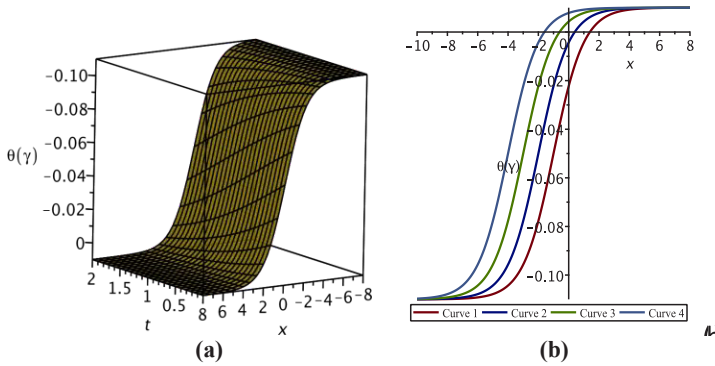 -0.10
-0.08
-0.06
θ(γ)
-0.04
-0.02
0
2 1.5 1 0.5
t
8 6 4 2 0 -2 -4 -6 -8
x
(a)
-10 -8 -6 -4 -2 0 2 4 6 8
x
-0.02
-0.04
θ(γ)
-0.06
-0.08
-0.10
Curve 1 Curve 2 Curve 3 Curve 4
(b)